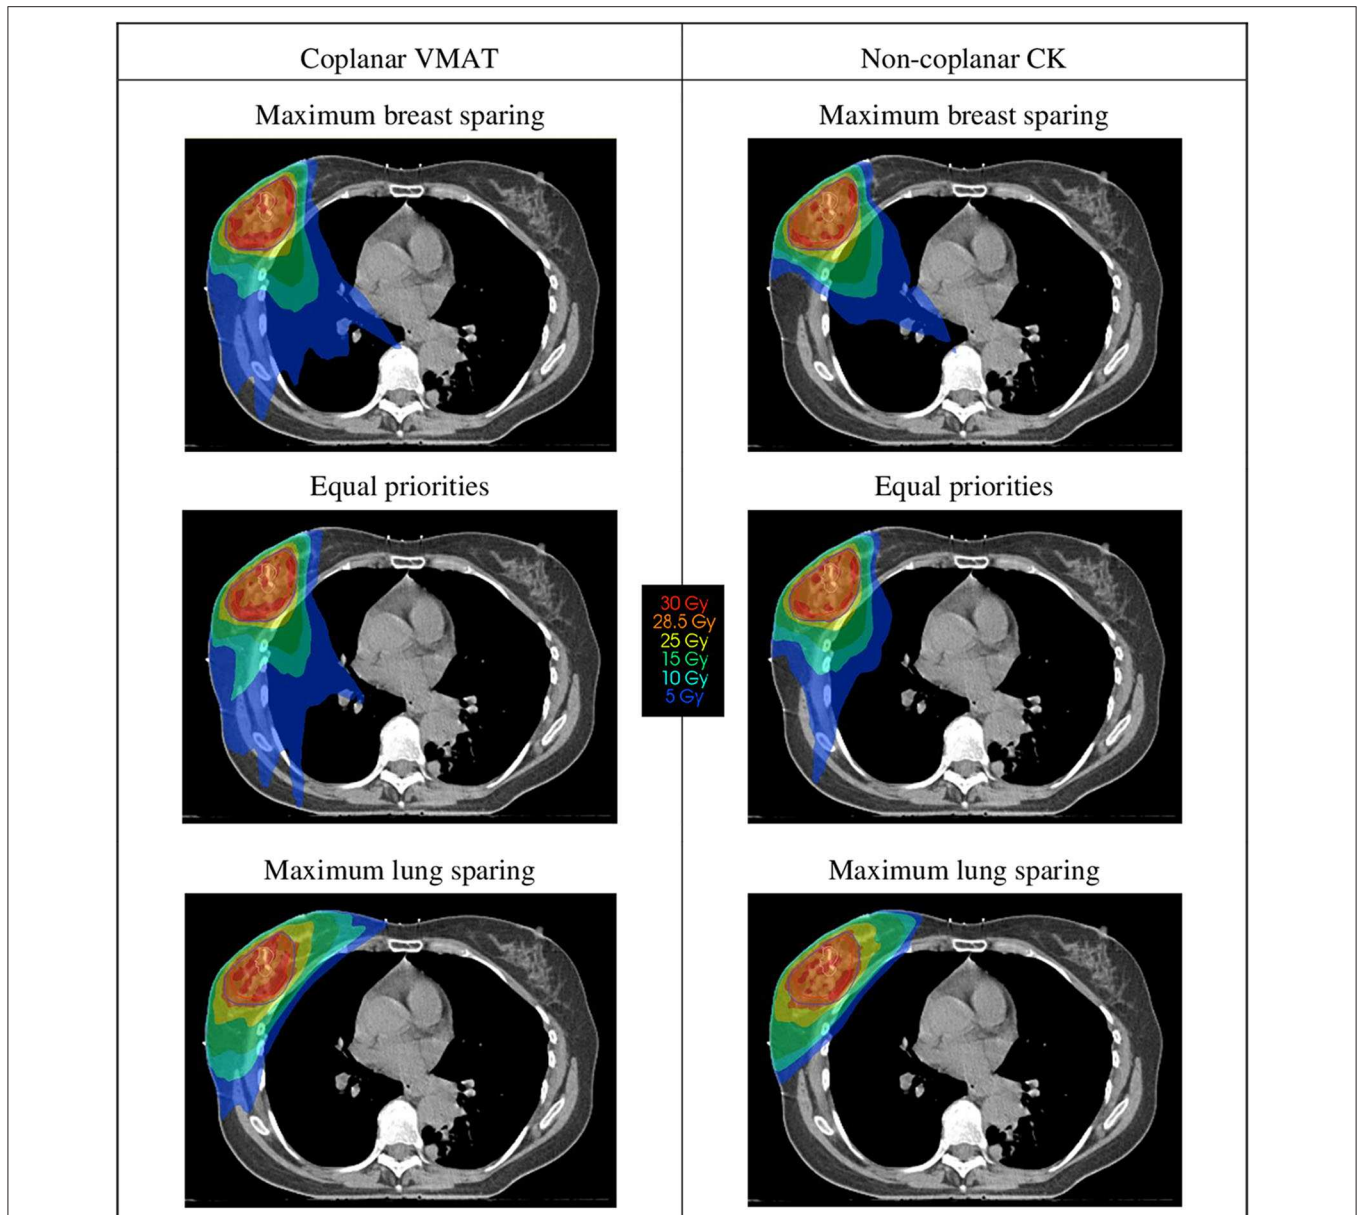 Coplanar VMAT
Non-coplanar CK
Maximum breast sparing
Maximum breast sparing
Equal priorities
Equal priorities
30 Gy
28.5 Gy
25 Gy
15 Gy
10 Gy
5 Gy
Maximum lung sparing
Maximum lung sparing